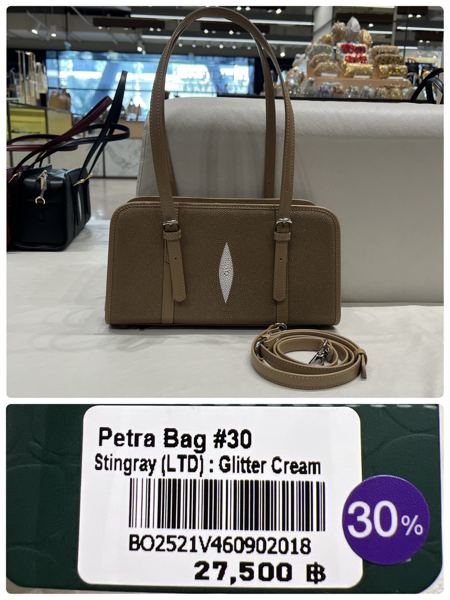 Petra Bag #30
Stingray (LTD) : Glitter Cream
BO2521V460902018
27,500 ฿
30%